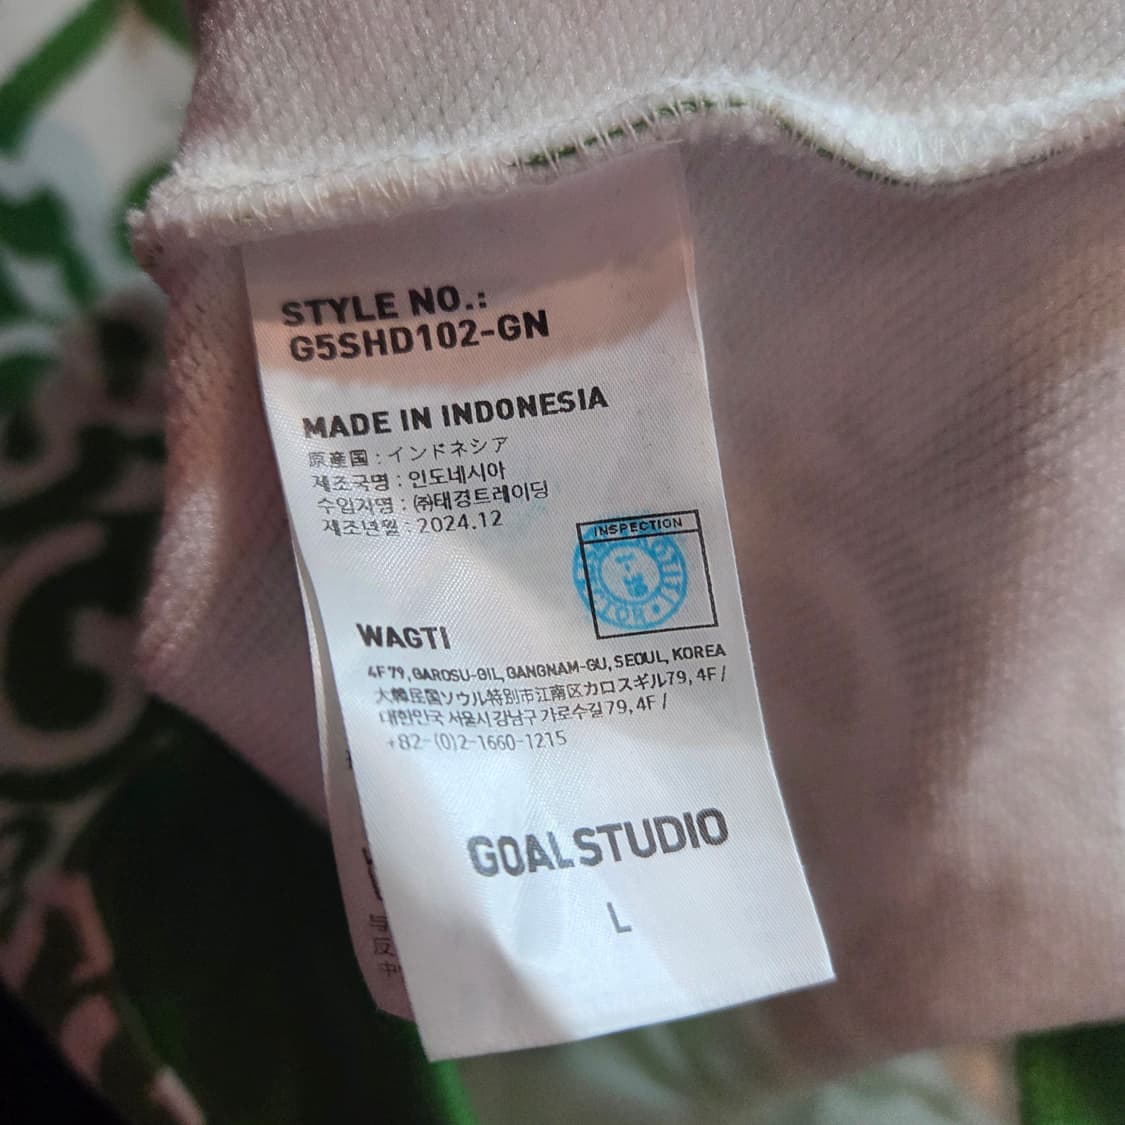 STYLE NO.:
G5SHD102-GN
MADE IN INDONESIA
原産国 : インドネシア
제조국명 : 인도네시아
수입자명 : ㈜태경트레이딩
제조년월 : 2024.12
INSPECTION
WAGTI
4F 79, GAROSU-GIL, GANGNAM-GU, SEOUL, KOREA
大韓民国ソウル特別市江南区カロスギル79, 4F /
대한민국 서울시 강남구 가로수길 79, 4F /
+82-(0)2-1660-1215
GOALSTUDIO
L